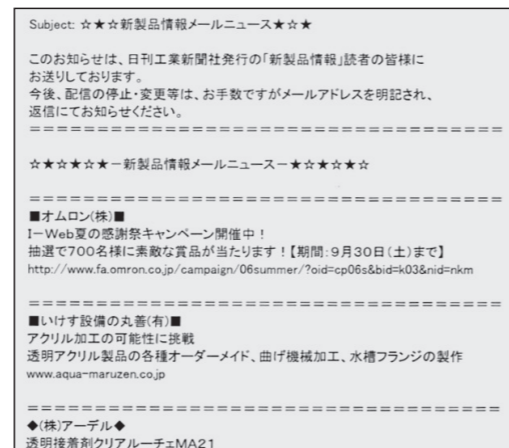 Subject: ☆★☆新製品情報メールニュース★☆★
このお知らせは、日刊工業新聞社発行の「新製品情報」読者の皆様に
お送りしております。
今後、配信の停止・変更等は、お手数ですがメールアドレスを明記され、
返信にてお知らせください。
===================================
☆★☆★☆★－新製品情報メールニュース－★☆★☆★☆
===================================
■オムロン(株)■
I－Web夏の感謝祭キャンペーン開催中！
抽選で700名様に素敵な賞品が当たります！【期間：9月30日（土）まで】
http://www.fa.omron.co.jp/campaign/06summer/?oid=cp06s&bid=k03&nid=nkm
===================================
■いけす設備の丸善(有)■
アクリル加工の可能性に挑戦
透明アクリル製品の各種オーダーメイド、曲げ機械加工、水槽フランジの製作
www.aqua-maruzen.co.jp
===================================
◆(株)アーデル◆
透明接着剤クリアルーチェMA21